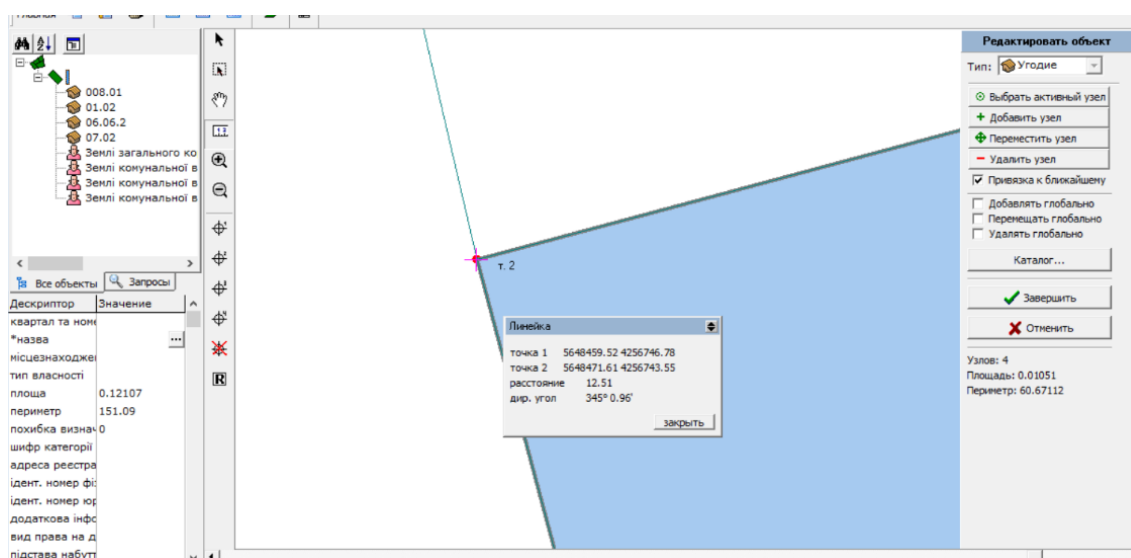 Главная
008.01
01.02
06.06.2
07.02
Землі загального ко
Землі комунальної в
Землі комунальної в
Землі комунальної в
Все объекты Запросы
Дескриптор Значение
квартал та номе
*назва ...
місцезнаходжен
тип власності
площа 0.12107
периметр 151.09
похибка визнач 0
шифр категорії
адреса реєстра
ідент. номер фі
ідент. номер юр
додаткова інфо
вид права на д
підстава набутт
R
т. 2
Линейка
точка 1 5648459.52 4256746.78
точка 2 5648471.61 4256743.55
расстояние 12.51
дир. угол 345° 0.96'
закрыть
Редактировать объект
Тип: Угодие
Выбрать активный узел
Добавить узел
Переместить узел
Удалить узел
Привязка к ближайшему
Добавлять глобально
Перемещать глобально
Удалять глобально
Каталог...
Завершить
Отменить
Узлов: 4
Площадь: 0.01051
Периметр: 60.67112